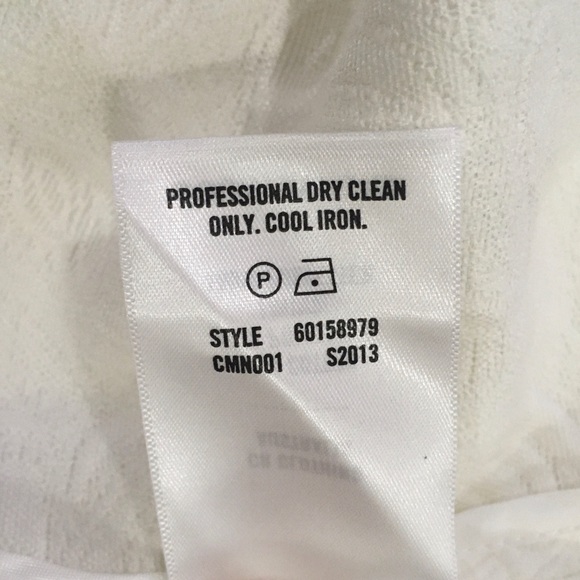 PROFESSIONAL DRY CLEAN
ONLY. COOL IRON.
P
STYLE 60158979
CMN001 S2013